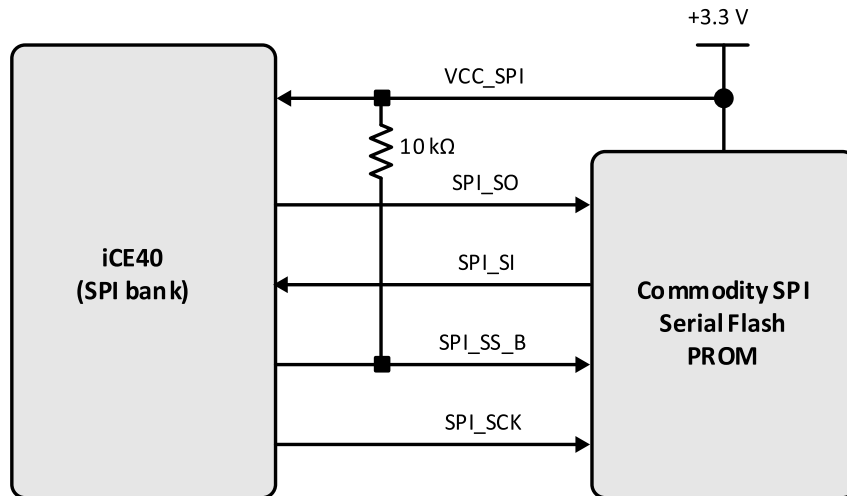 +3.3 V
VCC_SPI
10 kΩ
SPI_SO
iCE40
(SPI bank)
SPI_SI
Commodity SPI
Serial Flash
PROM
SPI_SS_B
SPI_SCK